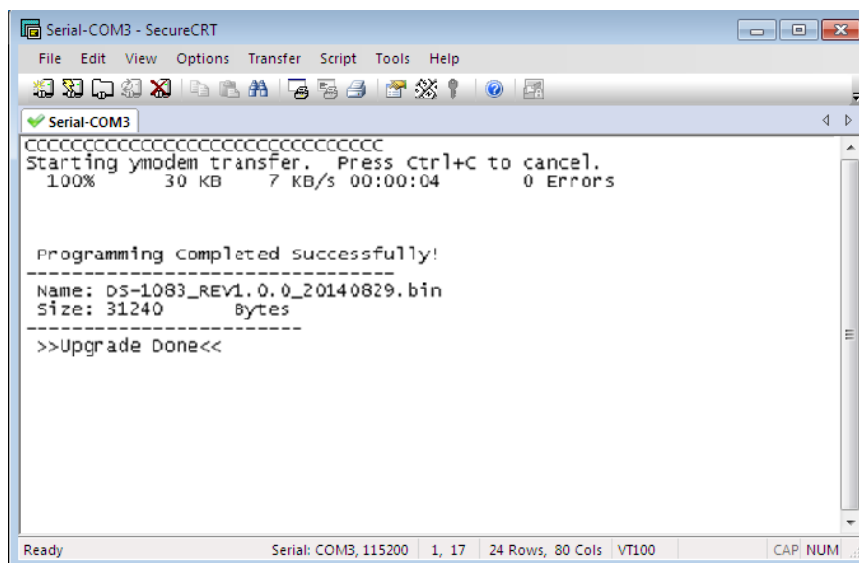 Serial-COM3 - SecureCRT
File Edit View Options Transfer Script Tools Help
Serial-COM3
CCCCCCCCCCCCCCCCCCCCCCCCCCCCCCC
Starting ymodem transfer. Press Ctrl+C to cancel.
100% 30 KB 7 KB/s 00:00:04 0 Errors
Programming Completed Successfully!
--------------------------------
Name: DS-1083_REV1.0.0_20140829.bin
Size: 31240 Bytes
------------------------
>>Upgrade Done<<
Ready Serial: COM3, 115200 1, 17 24 Rows, 80 Cols VT100 CAP NUM